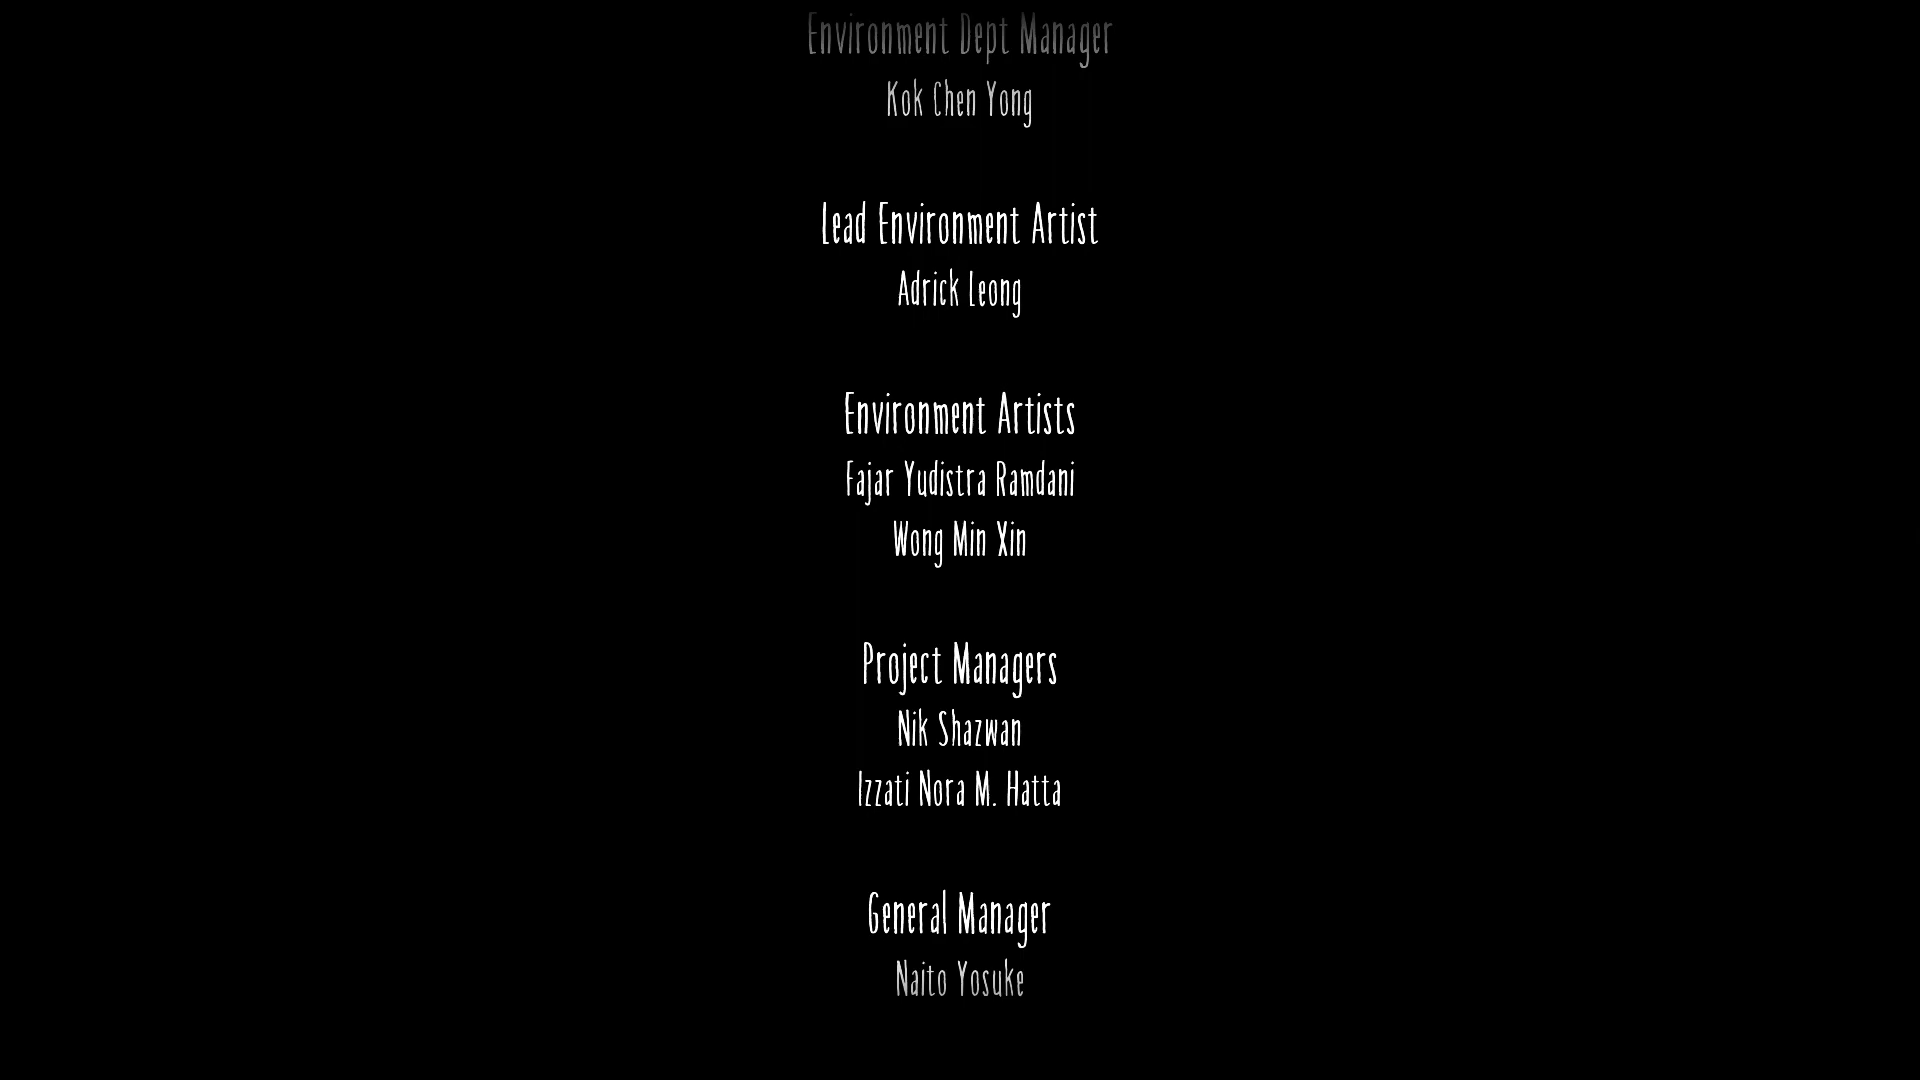 Environment Dept Manager
Kok Chen Yong
Lead Environment Artist
Adrick Leong
Environment Artists
Fajar Yudistra Ramdani
Wong Min Xin
Project Managers
Nik Shazwan
Izzati Nora M. Hatta
General Manager
Naito Yosuke